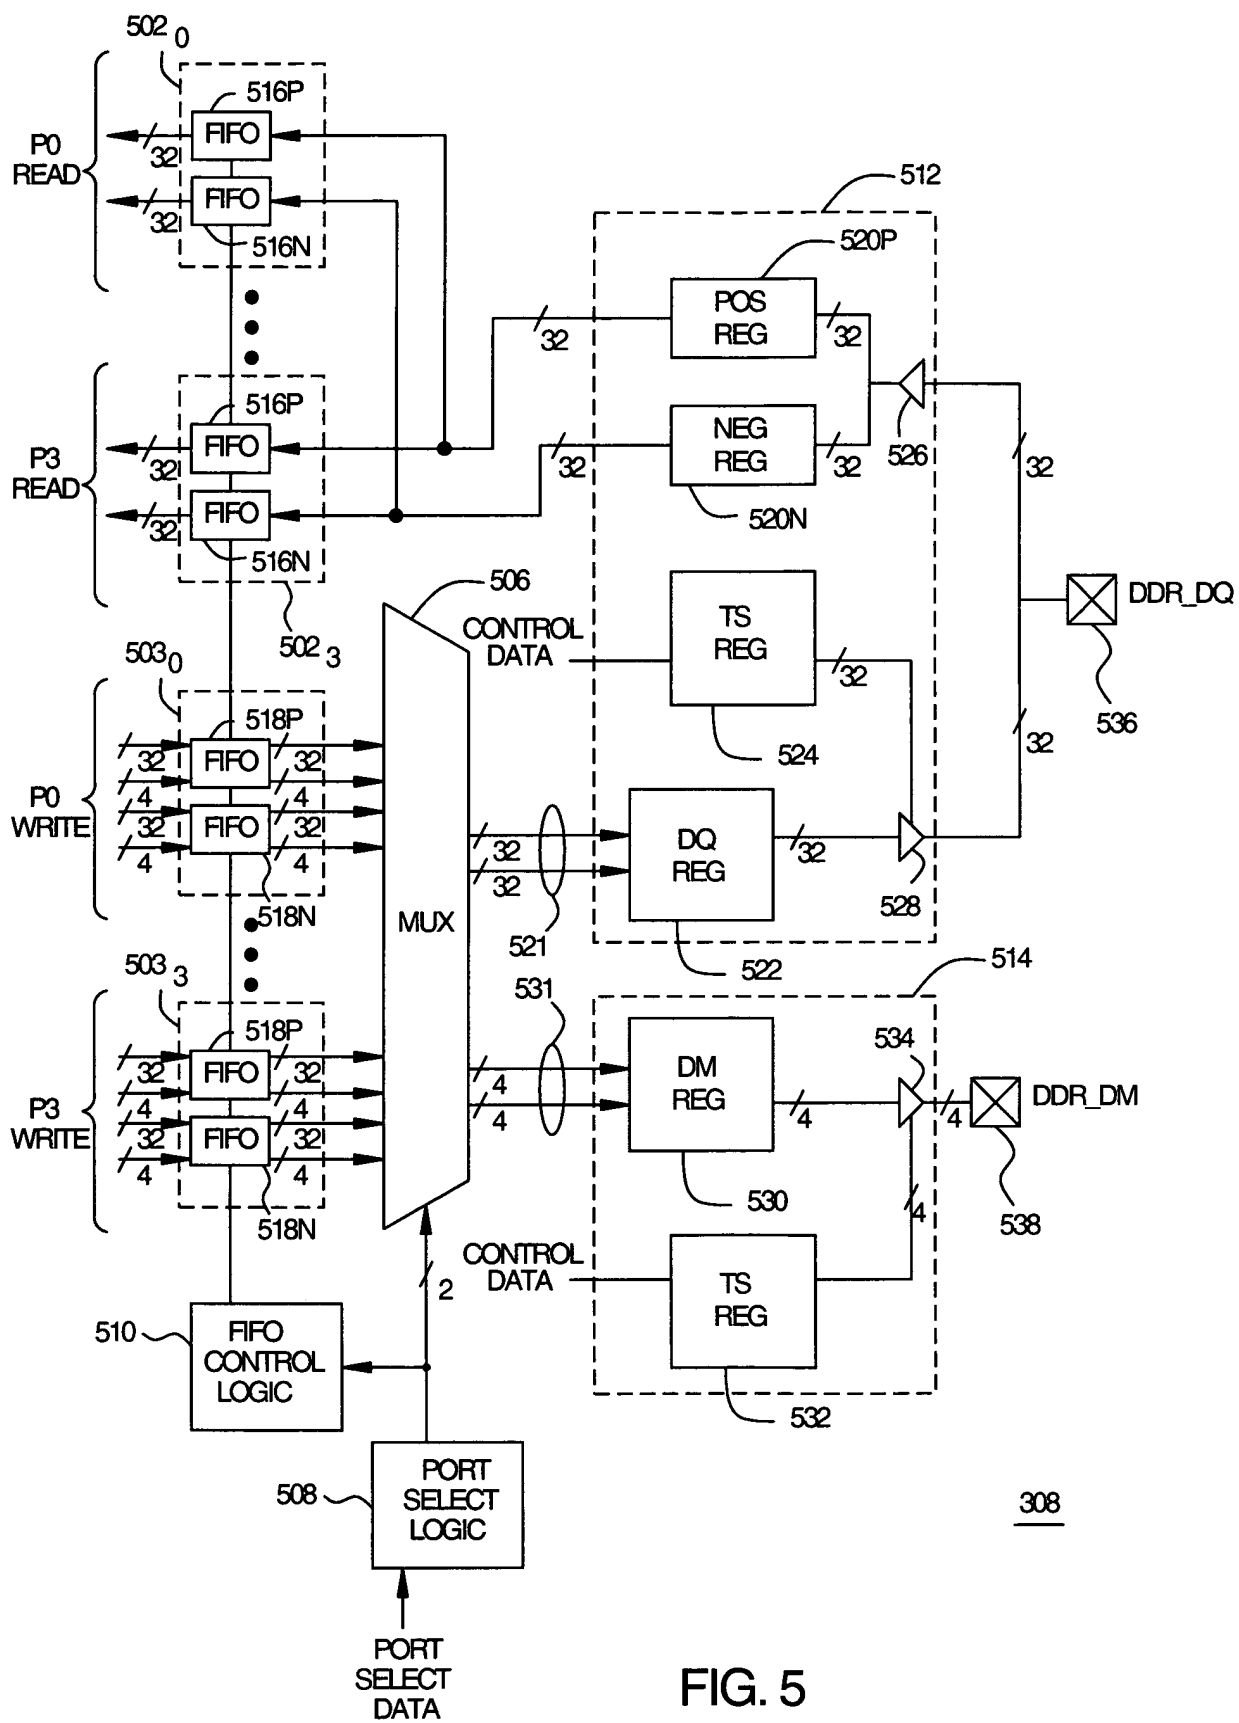 502 0
516P
FIFO
32
P0
READ
FIFO
32
516N
512
520P
POS
REG
32
32
516P
FIFO
32
P3
READ
FIFO
32
516N
502 3
NEG
REG
32
32
520N
526
32
506
CONTROL
DATA
TS
REG
32
524
DDR_DQ
536
32
503 0
518P
FIFO
32
32
4
4
P0
WRITE
FIFO
32
32
4
4
518N
MUX
32
32
521
DQ
REG
32
528
522
514
503 3
518P
FIFO
32
32
4
4
P3
WRITE
FIFO
32
32
4
4
518N
531
4
4
DM
REG
4
534
4
DDR_DM
530
4
538
CONTROL
DATA
TS
REG
532
2
510
FIFO
CONTROL
LOGIC
508
PORT
SELECT
LOGIC
308
PORT
SELECT
DATA
FIG. 5